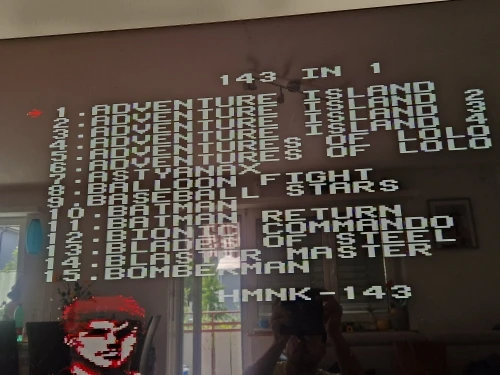 143 IN 1
1.ADVENTURE ISLAND
2.ADVENTURE ISLAND 2
3.ADVENTURE ISLAND 3
4.ADVENTURE ISLAND 4
5.ADVENTURES OF LOLO
6.ADVENTURES OF LOLO
7.ASTYANAX
8.BALLOON FIGHT
9.BASEBALL STARS
10.BATMAN
11.BATMAN RETURN
12.BIONIC COMMANDO
13.BLADES OF STEEL
14.BLASTER MASTER
15.BOMBERMAN
HMNK-143